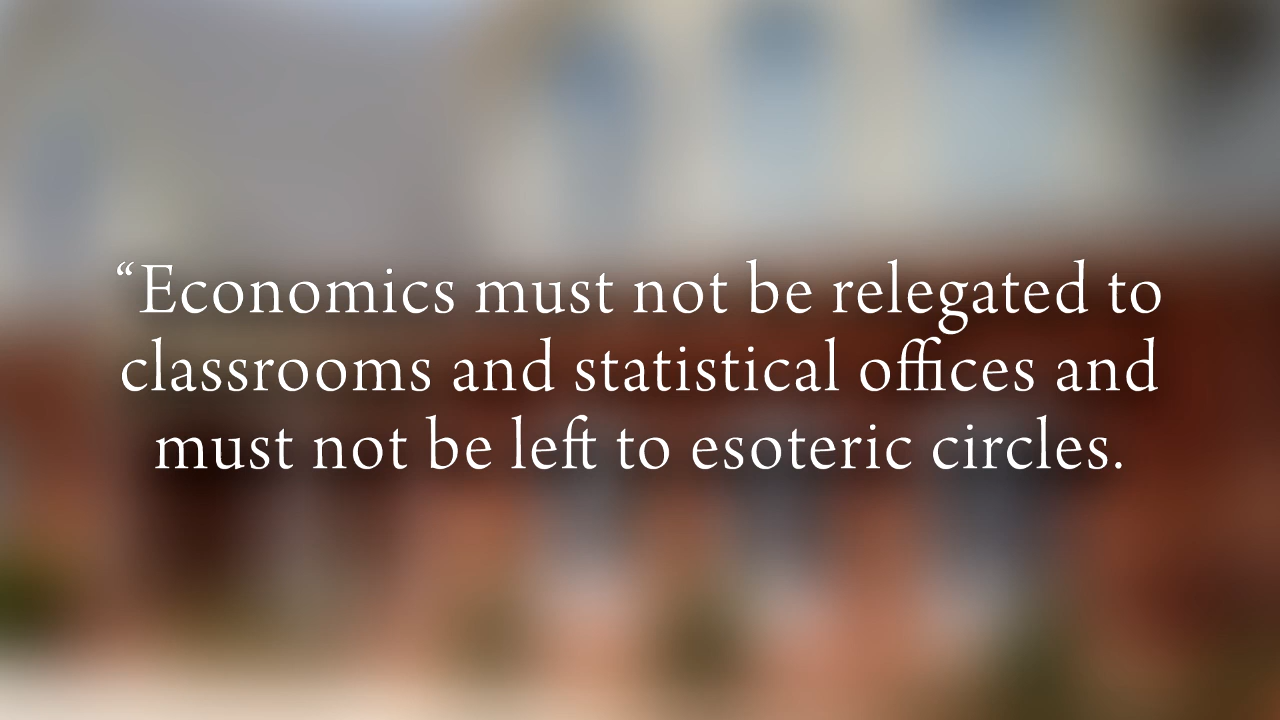 “Economics must not be relegated to
classrooms and statistical offices and
must not be left to esoteric circles.